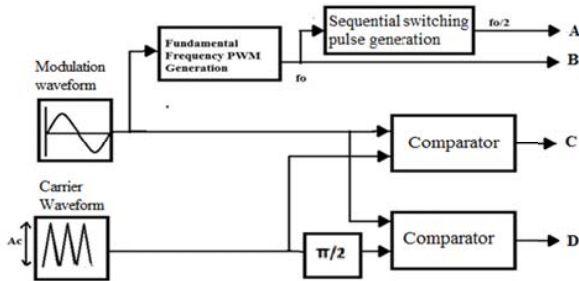 Sequential switching
pulse generation
fo/2
A
Fundamental
Frequency PWM
Generation
fo
B
Modulation
waveform
Comparator
C
Carrier
Waveform
Ac
π/2
Comparator
D